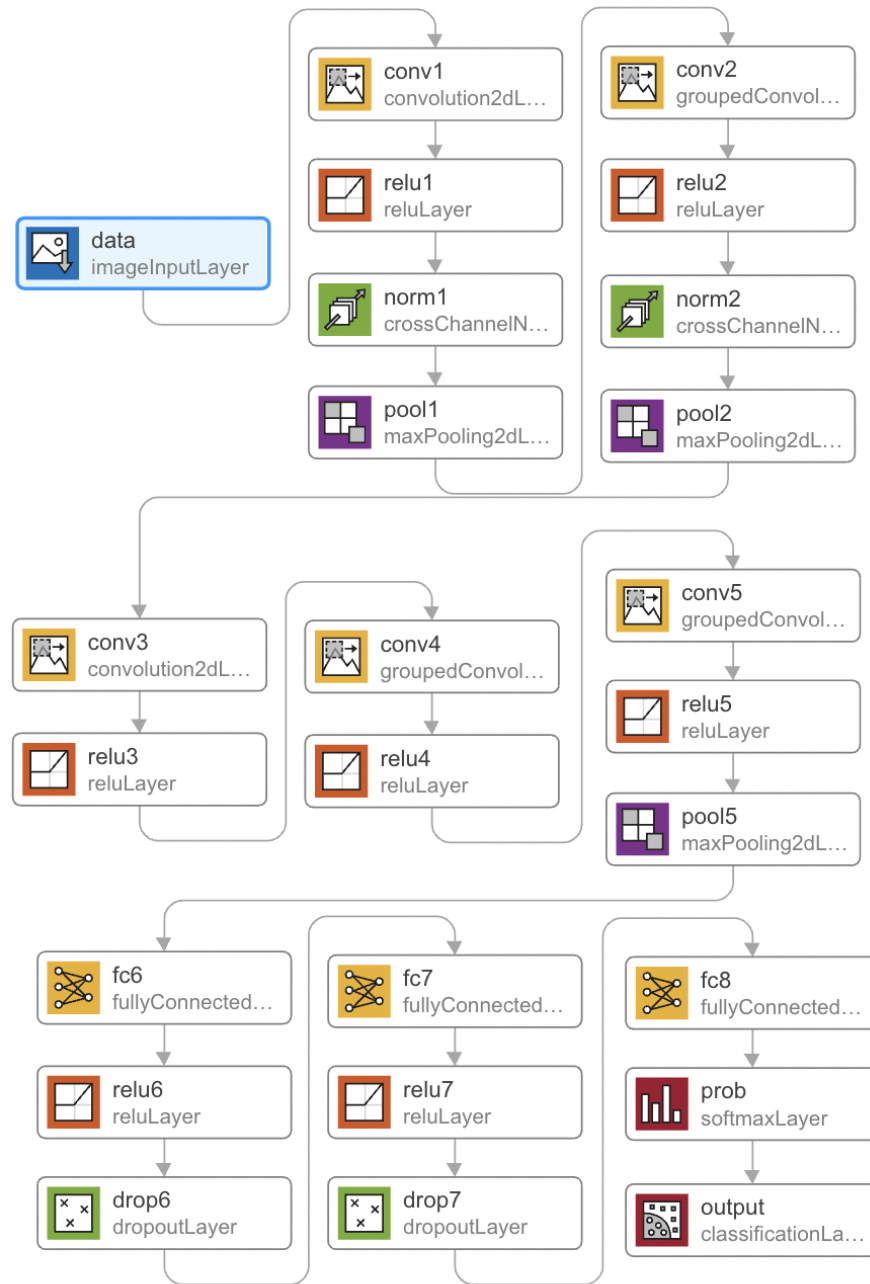 data
imageInputLayer
conv1
convolution2dL...
relu1
reluLayer
norm1
crossChannelN...
pool1
maxPooling2dL...
conv2
groupedConvol...
relu2
reluLayer
norm2
crossChannelN...
pool2
maxPooling2dL...
conv3
convolution2dL...
relu3
reluLayer
conv4
groupedConvol...
relu4
reluLayer
conv5
groupedConvol...
relu5
reluLayer
pool5
maxPooling2dL...
fc6
fullyConnected...
relu6
reluLayer
drop6
dropoutLayer
fc7
fullyConnected...
relu7
reluLayer
drop7
dropoutLayer
fc8
fullyConnected...
prob
softmaxLayer
output
classificationLa...